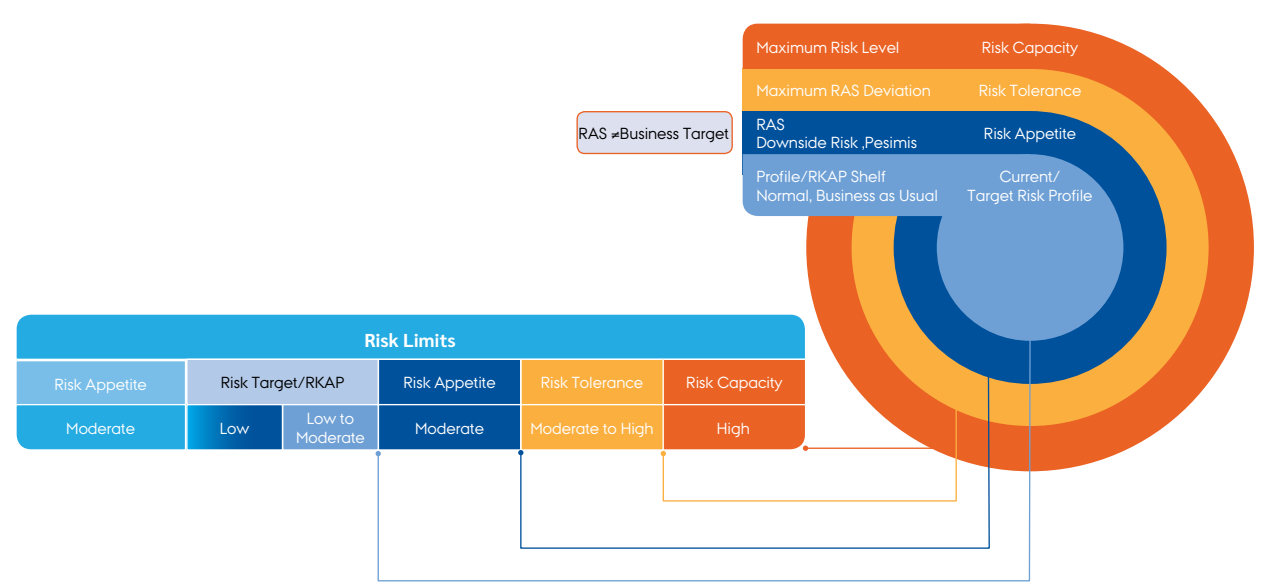 Maximum Risk Level
Risk Capacity
Maximum RAS Deviation
Risk Tolerance
RAS ≠Business Target
RAS
Downside Risk ,Pesimis
Risk Appetite
Profile/RKAP Shelf
Normal, Business as Usual
Current/
Target Risk Profile
Risk Limits
Risk Appetite
Risk Target/RKAP
Risk Appetite
Risk Tolerance
Risk Capacity
Moderate
Low
Low to
Moderate
Moderate
Moderate to High
High